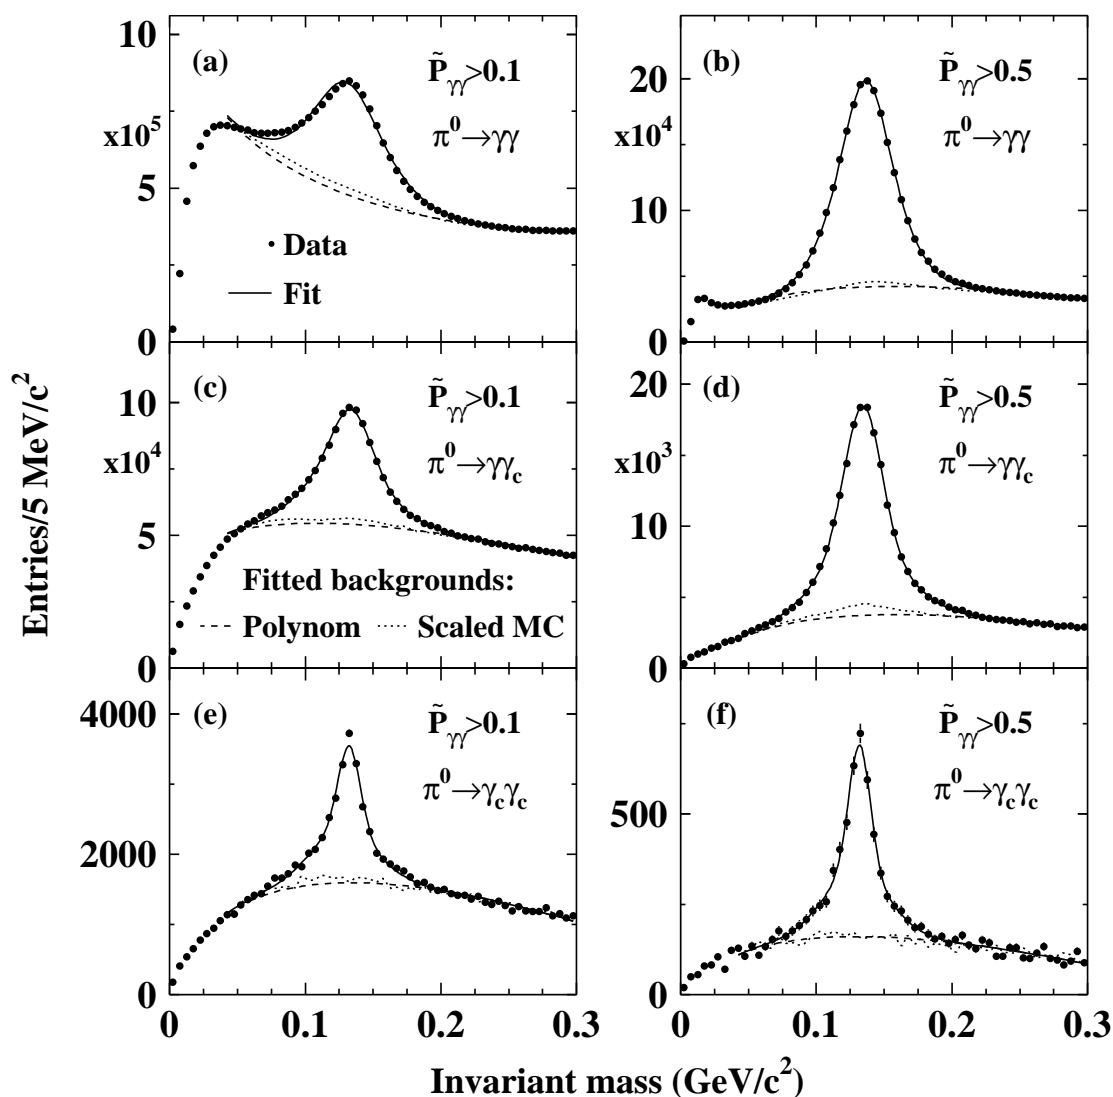 Entries/5 MeV/c²
10
(a)
P̃γγ>0.1
x10⁵
π⁰→γγ
5
Data
Fit
0
(b)
P̃γγ>0.5
20
x10⁴
π⁰→γγ
10
0
10
(c)
P̃γγ>0.1
x10⁴
π⁰→γγc
5
Fitted backgrounds:
Polynom Scaled MC
0
20
(d)
P̃γγ>0.5
x10³
π⁰→γγc
10
0
4000
(e)
P̃γγ>0.1
π⁰→γcγc
2000
0
0 0.1 0.2 0.3
(f)
P̃γγ>0.5
π⁰→γcγc
500
0
0 0.1 0.2 0.3
Invariant mass (GeV/c²)